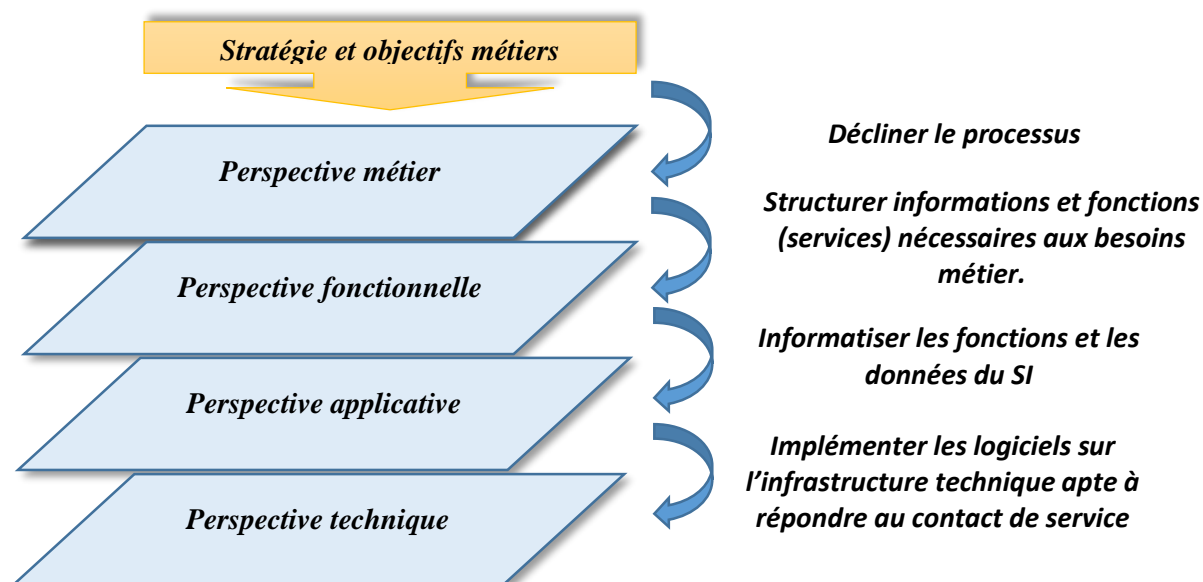 Stratégie et objectifs métiers
Décliner le processus
Perspective métier
Structurer informations et fonctions
(services) nécessaires aux besoins
métier.
Perspective fonctionnelle
Informatiser les fonctions et les
données du SI
Perspective applicative
Implémenter les logiciels sur
l’infrastructure technique apte à
répondre au contact de service
Perspective technique